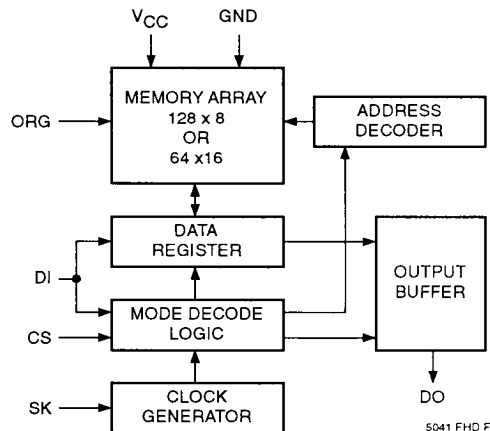 VCC GND
MEMORY ARRAY
128 x 8
OR
64 x16
ORG
ADDRESS
DECODER
DATA
REGISTER
DI
OUTPUT
BUFFER
MODE DECODE
LOGIC
CS
CLOCK
GENERATOR
SK
DO
5041 FHD F